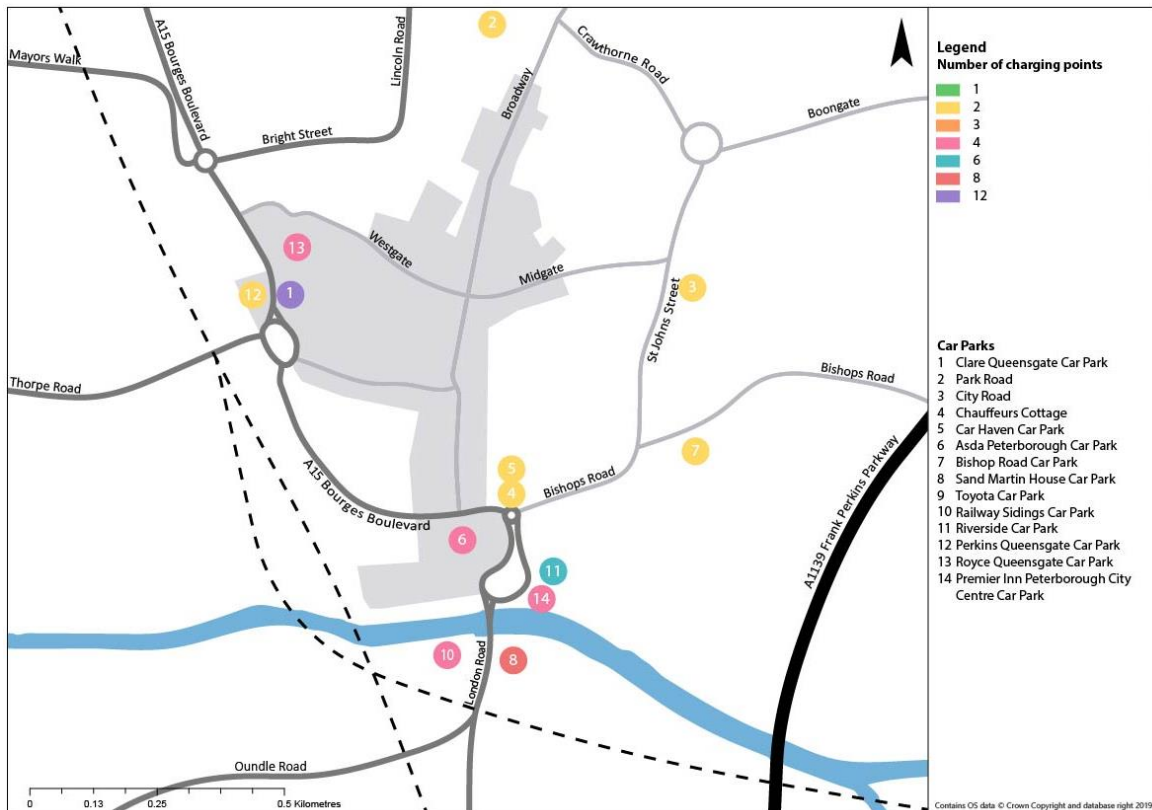 2
A15 Bourges Boulevard
Lincoln Road
Mayors Walk
Crawthorne Road
Broadway
Boongate
Bright Street
13
Westgate
Midgate
12
1
3
St Johns Street
Thorpe Road
Bishops Road
7
A15 Bourges Boulevard
5
4
Bishops Road
6
11
14
A1139 Frank Perkins Parkway
10
8
London Road
Oundle Road
0 0.13 0.25 0.5 Kilometres
Legend
Number of charging points
1
2
3
4
6
8
12
Car Parks
1 Clare Queensgate Car Park
2 Park Road
3 City Road
4 Chauffeurs Cottage
5 Car Haven Car Park
6 Asda Peterborough Car Park
7 Bishop Road Car Park
8 Sand Martin House Car Park
9 Toyota Car Park
10 Railway Sidings Car Park
11 Riverside Car Park
12 Perkins Queensgate Car Park
13 Royce Queensgate Car Park
14 Premier Inn Peterborough City
Centre Car Park
Contains OS data © Crown Copyright and database right 2019